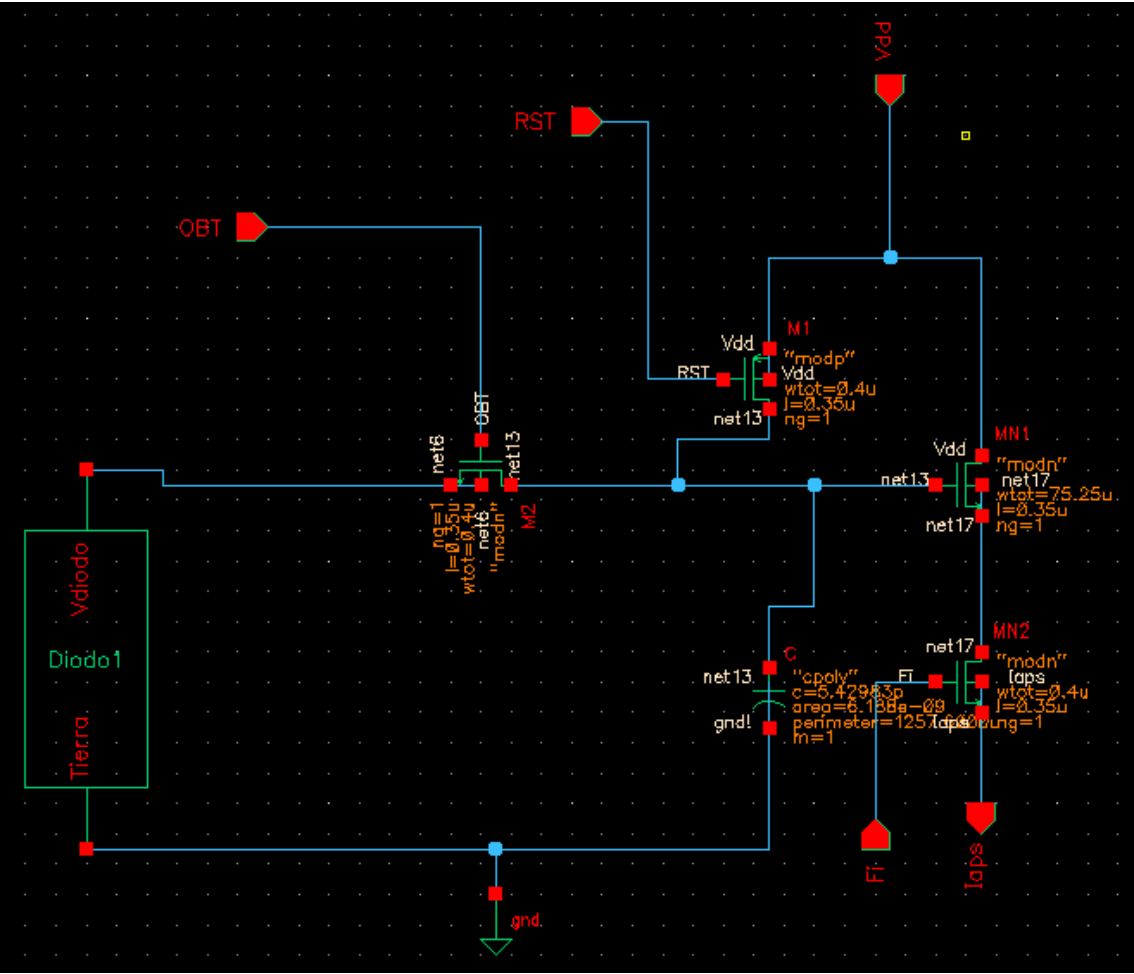 Vdd
RST
OBT
M1
Vdd
"modp"
RST
Vdd
wtot=0.4u
l=0.35u
net13
ng=1
OBT
net6
net13
MN1
Vdd
"modn"
net13
net17
wtot=75.25u
l=0.35u
net17
ng=1
ng=1
l=0.35u
wtot=0.4u
net6
"modn"
M2
Vdiodo
Diodo1
Tierra
MN2
net17
"modn"
Fi
Iaps
wtot=0.4u
l=0.35u
Iaps
ng=1
C
net13
"cpoly"
c=5.42983p
gnd!
m=1
Fi
Iaps
gnd